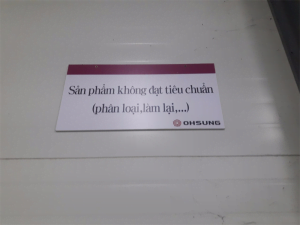 Sản phẩm không đạt tiêu chuẩn
(phân loại,làm lại,...)
OHSUNG